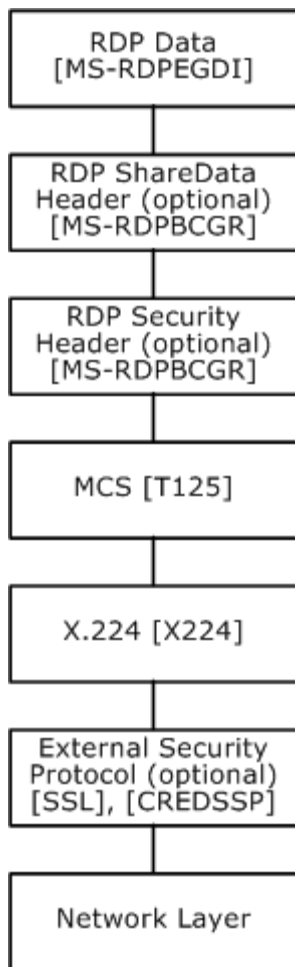 RDP Data
[MS-RDPEGDI]
RDP ShareData
Header (optional)
[MS-RDPBCGR]
RDP Security
Header (optional)
[MS-RDPBCGR]
MCS [T125]
X.224 [X224]
External Security
Protocol (optional)
[SSL], [CREDSSP]
Network Layer